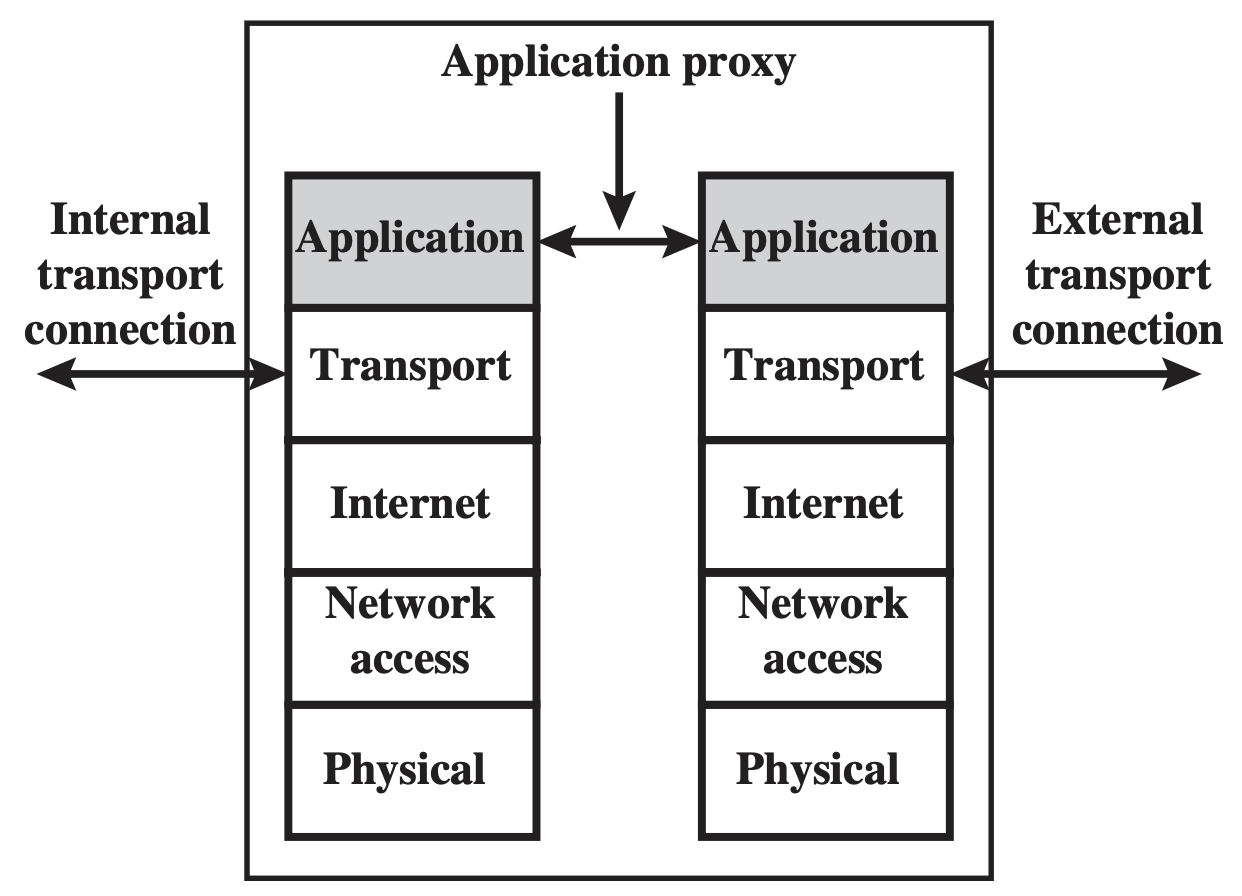 Application proxy
Internal
transport
connection
Application
Transport
Internet
Network
access
Physical
Application
Transport
Internet
Network
access
Physical
External
transport
connection